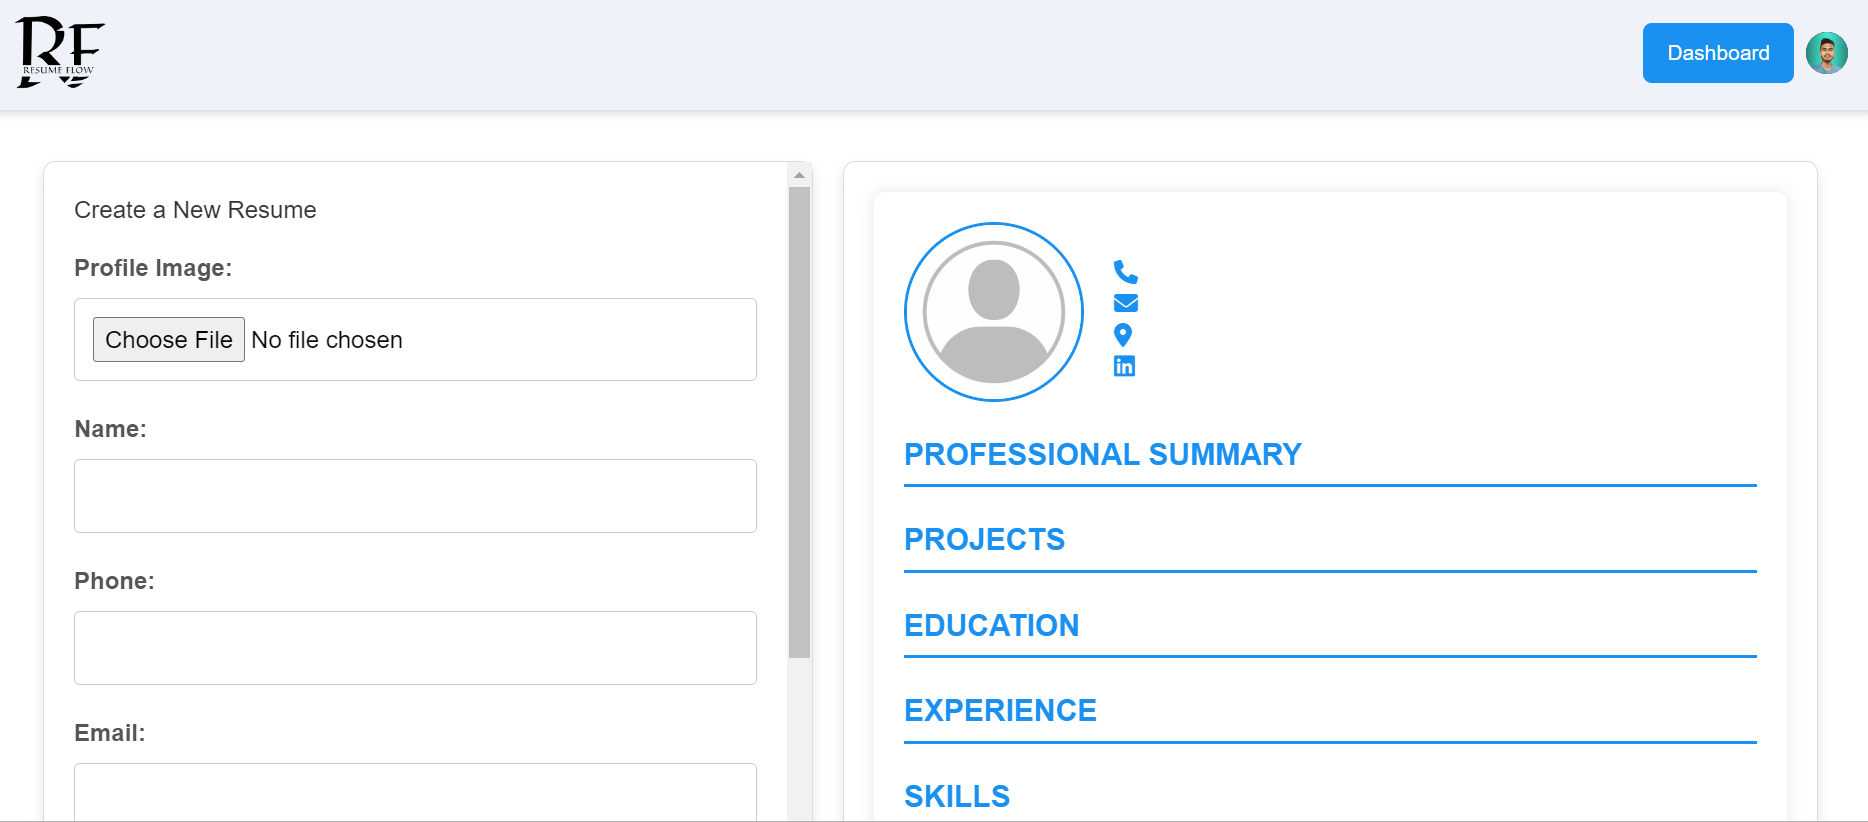 RF
RESUME FLOW
Dashboard
Create a New Resume
Profile Image:
Choose File No file chosen
Name:
Phone:
Email:
in
PROFESSIONAL SUMMARY
PROJECTS
EDUCATION
EXPERIENCE
SKILLS